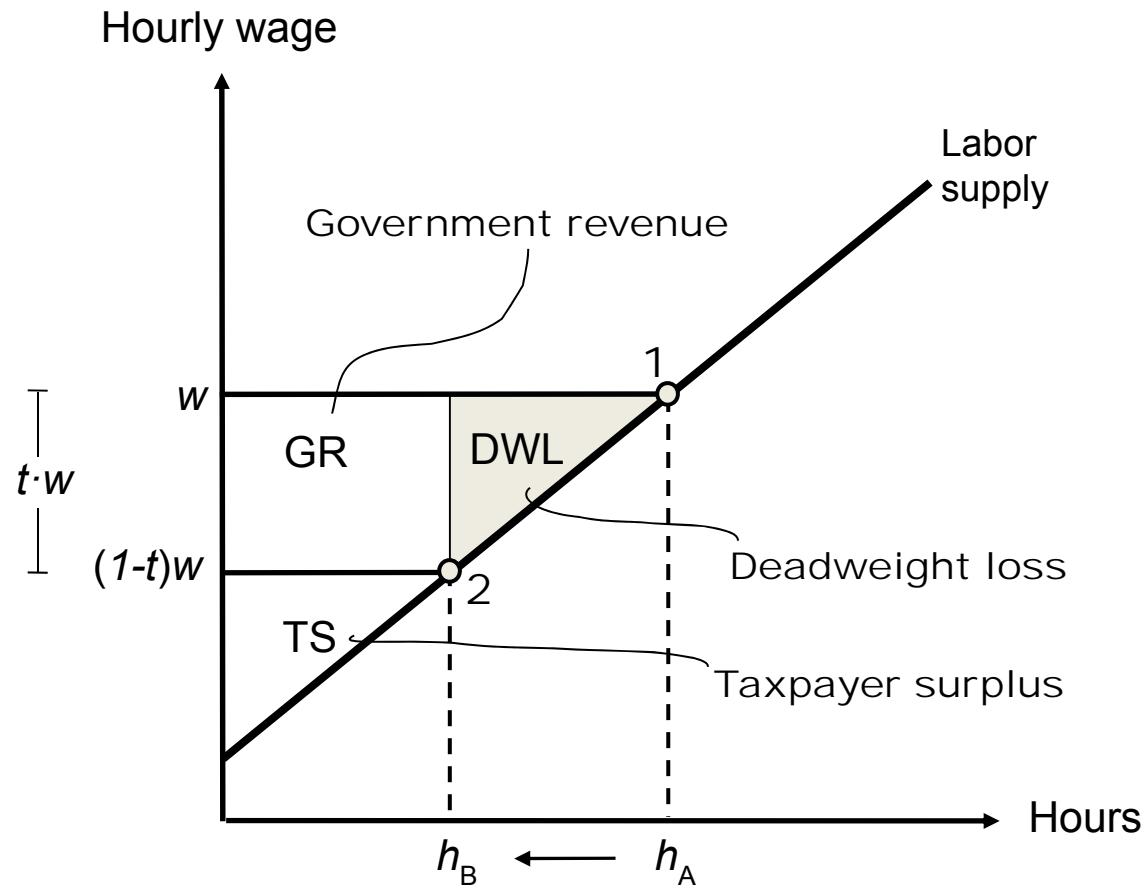 Hourly wage
Labor
supply
Government revenue
1
w
GR
DWL
t·w
(1-t)w
2
Deadweight loss
TS
Taxpayer surplus
Hours
h_B
h_A